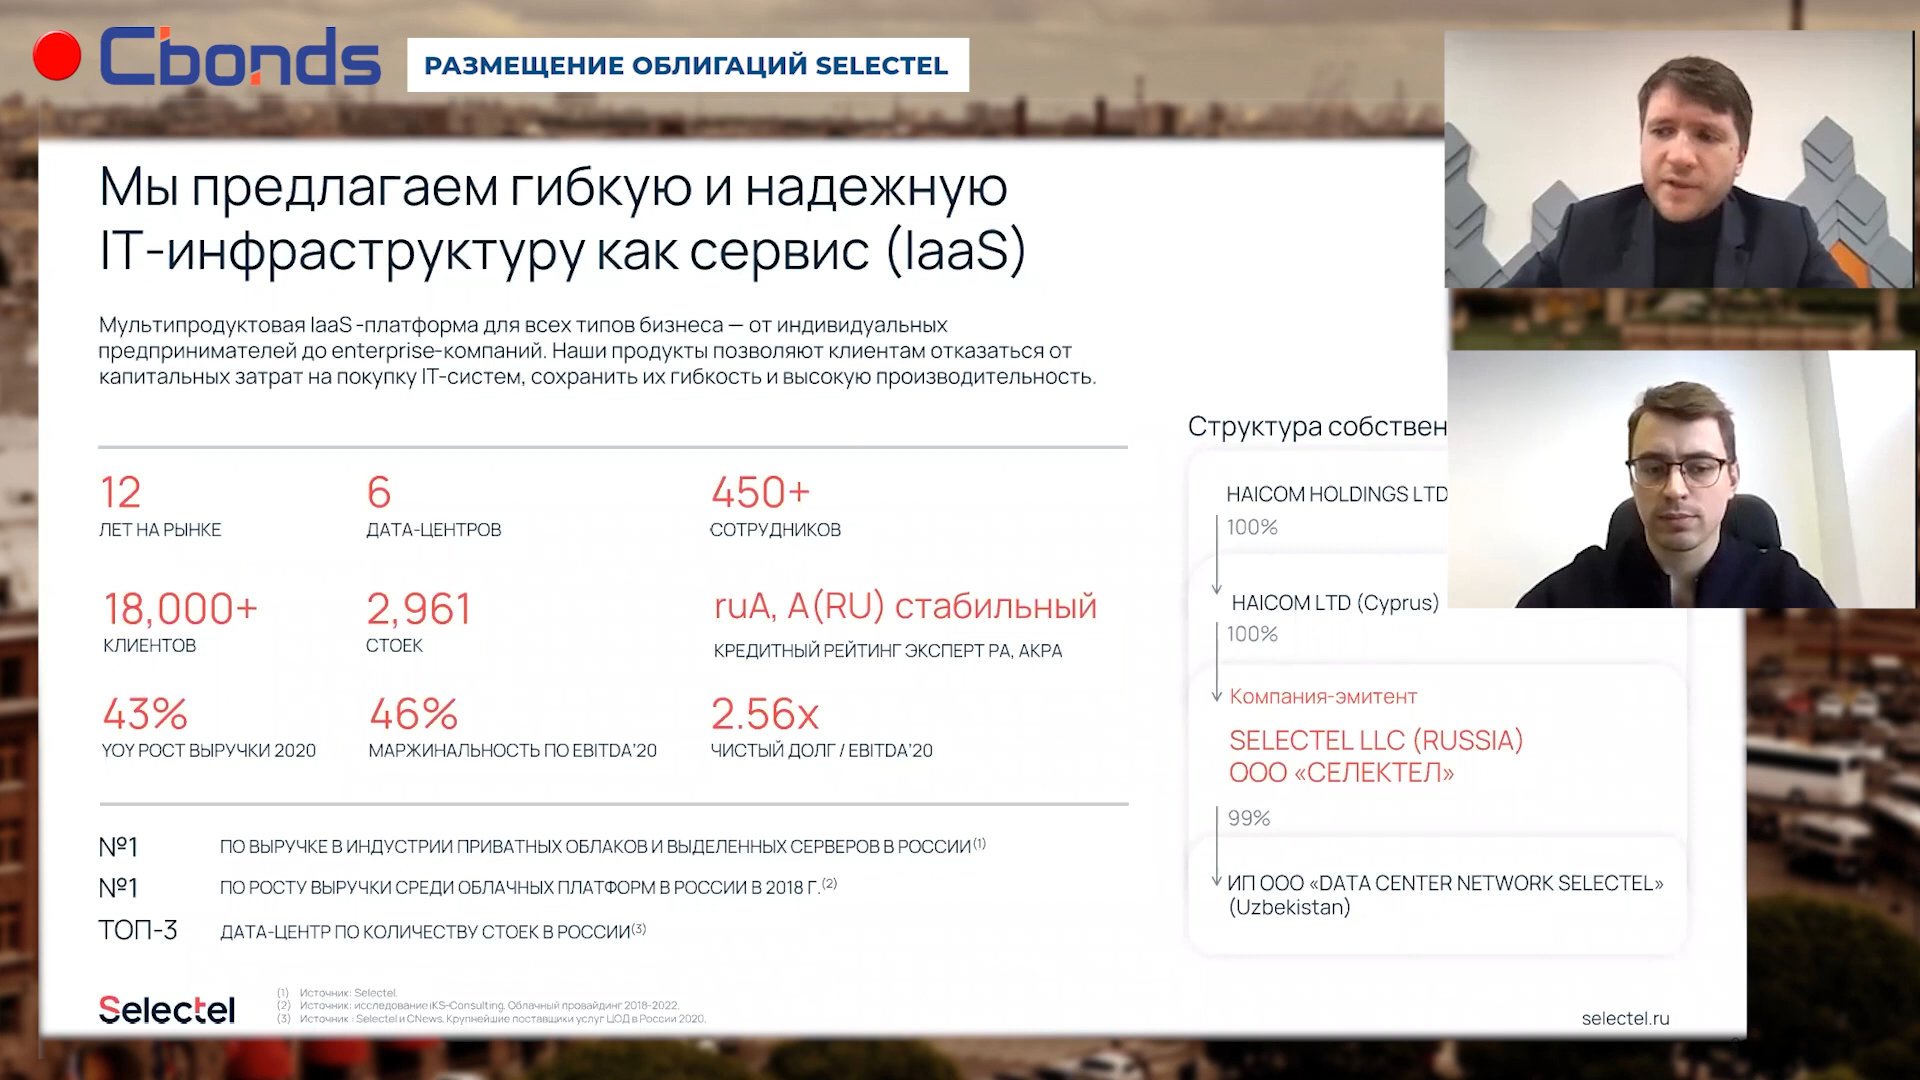 Cbonds
РАЗМЕЩЕНИЕ ОБЛИГАЦИЙ SELECTEL
Мы предлагаем гибкую и надежную
IT-инфраструктуру как сервис (IaaS)
Мультипродуктовая IaaS -платформа для всех типов бизнеса — от индивидуальных
предпринимателей до enterprise-компаний. Наши продукты позволяют клиентам отказаться от
капитальных затрат на покупку IT-систем, сохранить их гибкость и высокую производительность.
12
ЛЕТ НА РЫНКЕ
6
ДАТА-ЦЕНТРОВ
450+
СОТРУДНИКОВ
18,000+
КЛИЕНТОВ
2,961
СТОЕК
ruA, A(RU) стабильный
КРЕДИТНЫЙ РЕЙТИНГ ЭКСПЕРТ РА, АКРА
43%
YOY РОСТ ВЫРУЧКИ 2020
46%
МАРЖИНАЛЬНОСТЬ ПО EBITDA'20
2.56x
ЧИСТЫЙ ДОЛГ / EBITDA'20
№1 ПО ВЫРУЧКЕ В ИНДУСТРИИ ПРИВАТНЫХ ОБЛАКОВ И ВЫДЕЛЕННЫХ СЕРВЕРОВ В РОССИИ(1)
№1 ПО РОСТУ ВЫРУЧКИ СРЕДИ ОБЛАЧНЫХ ПЛАТФОРМ В РОССИИ В 2018 Г.(2)
ТОП-3 ДАТА-ЦЕНТР ПО КОЛИЧЕСТВУ СТОЕК В РОССИИ(3)
Структура собствен
HAICOM HOLDINGS LTD
100%
HAICOM LTD (Cyprus)
100%
Компания-эмитент
SELECTEL LLC (RUSSIA)
ООО «СЕЛЕКТЕЛ»
99%
ИП ООО «DATA CENTER NETWORK SELECTEL»
(Uzbekistan)
Selectel
(1) Источник: Selectel.
(2) Источник: исследование iKS-Consulting. Облачный провайдинг 2018-2022.
(3) Источник : Selectel и CNews. Крупнейшие поставщики услуг ЦОД в России 2020.
selectel.ru